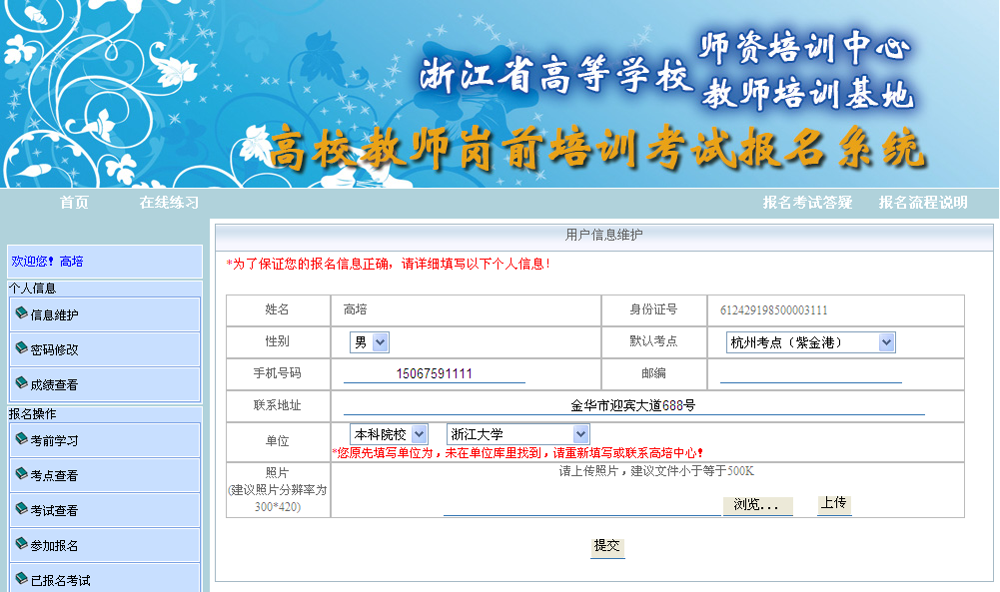 师资培训中心
浙江省高等学校
教师培训基地
高校教师岗前培训考试报名系统
首页 在线练习 报名考试答疑 报名流程说明
用户信息维护
欢迎您！高培
*为了保证您的报名信息正确，请详细填写以下个人信息！
个人信息
信息维护
密码修改
成绩查看
报名操作
考前学习
考点查看
考试查看
参加报名
已报名考试
姓名 高培 身份证号 612429198500003111
性别 男 默认考点 杭州考点（紫金港）
手机号码 15067591111 邮编
联系地址 金华市迎宾大道688号
单位 本科院校 浙江大学
*您原先填写单位为，未在单位库里找到，请重新填写或联系高培中心！
照片
(建议照片分辨率为
300*420)
请上传照片，建议文件小于等于500K
浏览... 上传
提交